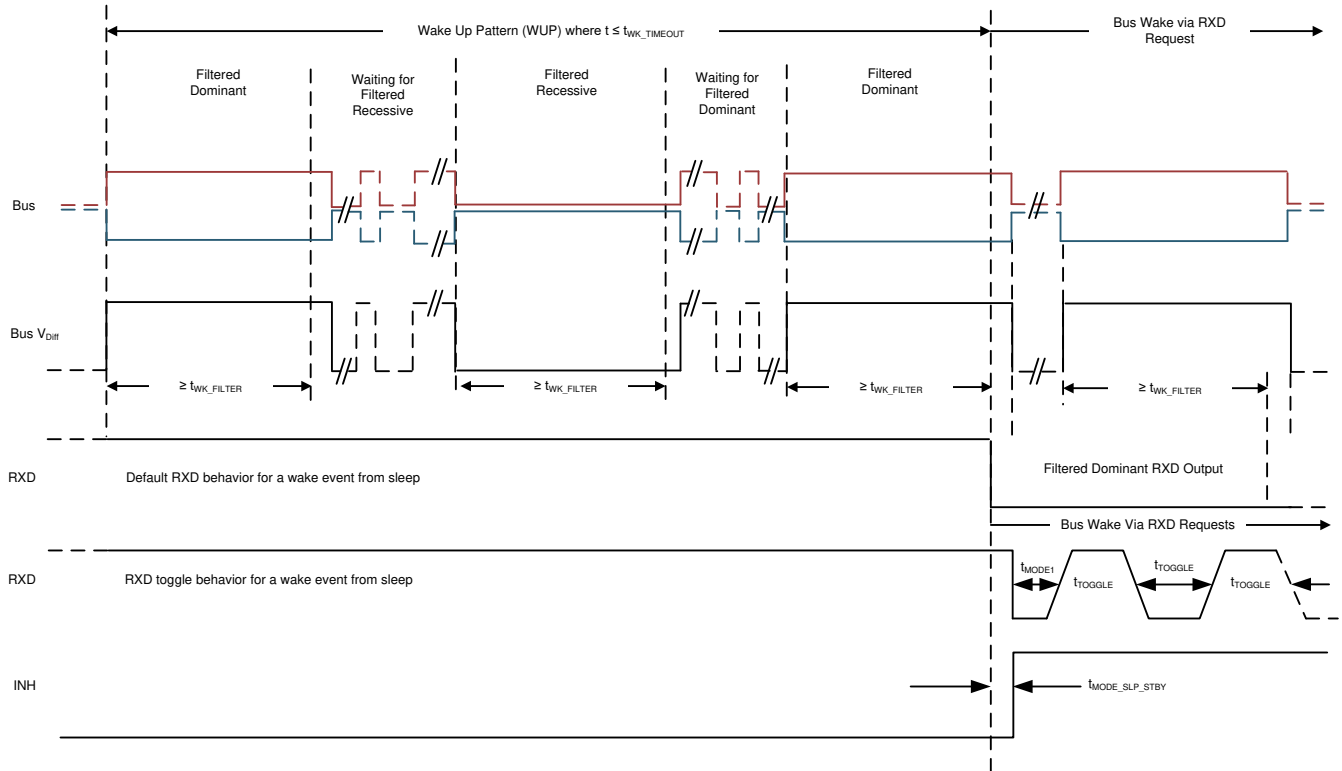 Wake Up Pattern (WUP) where t ≤ tWK_TIMEOUT
Bus Wake via RXD
Request
Filtered
Dominant
Waiting for
Filtered
Recessive
Filtered
Recessive
Waiting for
Filtered
Dominant
Filtered
Dominant
Bus
Bus VDiff
≥ tWK_FILTER
≥ tWK_FILTER
≥ tWK_FILTER
≥ tWK_FILTER
RXD
Default RXD behavior for a wake event from sleep
Filtered Dominant RXD Output
Bus Wake Via RXD Requests
RXD
RXD toggle behavior for a wake event from sleep
tMODE1
tTOGGLE
tTOGGLE
tTOGGLE
INH
tMODE_SLP_STBY